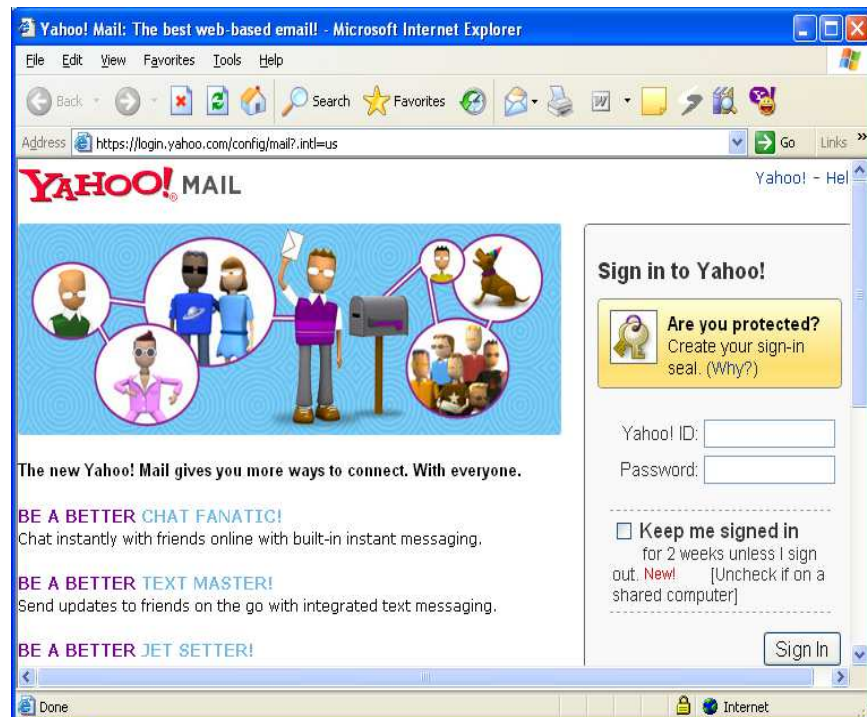 Yahoo! Mail: The best web-based email! - Microsoft Internet Explorer
File Edit View Favorites Tools Help
Back Search Favorites
Address https://login.yahoo.com/config/mail?.intl=us Go Links »
YAHOO! MAIL
Yahoo! - Hel
Sign in to Yahoo!
Are you protected?
Create your sign-in
seal. (Why?)
Yahoo! ID:
Password:
Keep me signed in
for 2 weeks unless I sign
out. New! [Uncheck if on a
shared computer]
Sign In
The new Yahoo! Mail gives you more ways to connect. With everyone.
BE A BETTER CHAT FANATIC!
Chat instantly with friends online with built-in instant messaging.
BE A BETTER TEXT MASTER!
Send updates to friends on the go with integrated text messaging.
BE A BETTER JET SETTER!
Done Internet